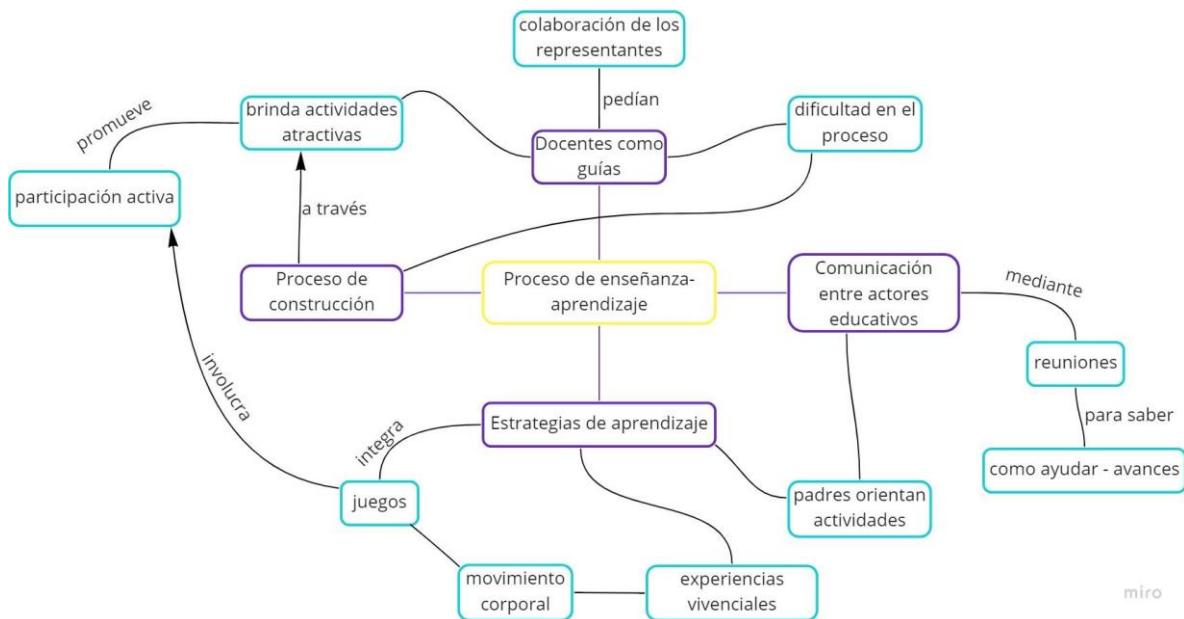 colaboración de los
representantes
pedían
promueve
brinda actividades
atractivas
dificultad en el
proceso
Docentes como
guías
participación activa
a través
Proceso de
construcción
Proceso de enseñanza-
aprendizaje
Comunicación
entre actores
educativos
mediante
reuniones
involucra
para saber
integra
Estrategias de aprendizaje
como ayudar - avances
juegos
padres orientan
actividades
movimiento
corporal
experiencias
vivenciales
miro